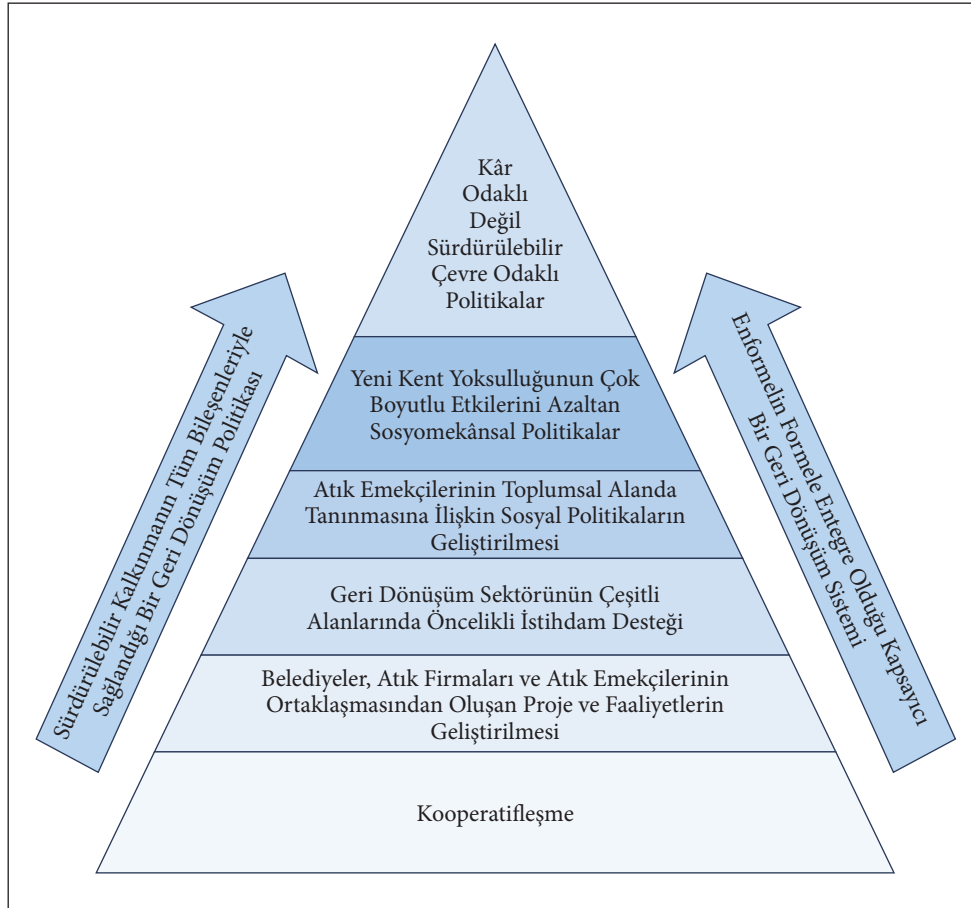 Kâr
Odaklı
Değil
Sürdürülebilir
Çevre Odaklı
Politikalar
Yeni Kent Yoksulluğunun Çok
Boyutlu Etkilerini Azaltan
Sosyomekânsal Politikalar
Atık Emekçilerinin Toplumsal Alanda
Tanınmasına İlişkin Sosyal Politikaların
Geliştirilmesi
Geri Dönüşüm Sektörünün Çeşitli
Alanlarında Öncelikli İstihdam Desteği
Belediyeler, Atık Firmaları ve Atık Emekçilerinin
Ortaklaşmasından Oluşan Proje ve Faaliyetlerin
Geliştirilmesi
Kooperatifleşme
Sürdürülebilir Kalkınmanın Tüm Bileşenleriyle
Sağlandığı Bir Geri Dönüşüm Politikası
Enformelin Formele Entegre Olduğu Kapsayıcı
Bir Geri Dönüşüm Sistemi